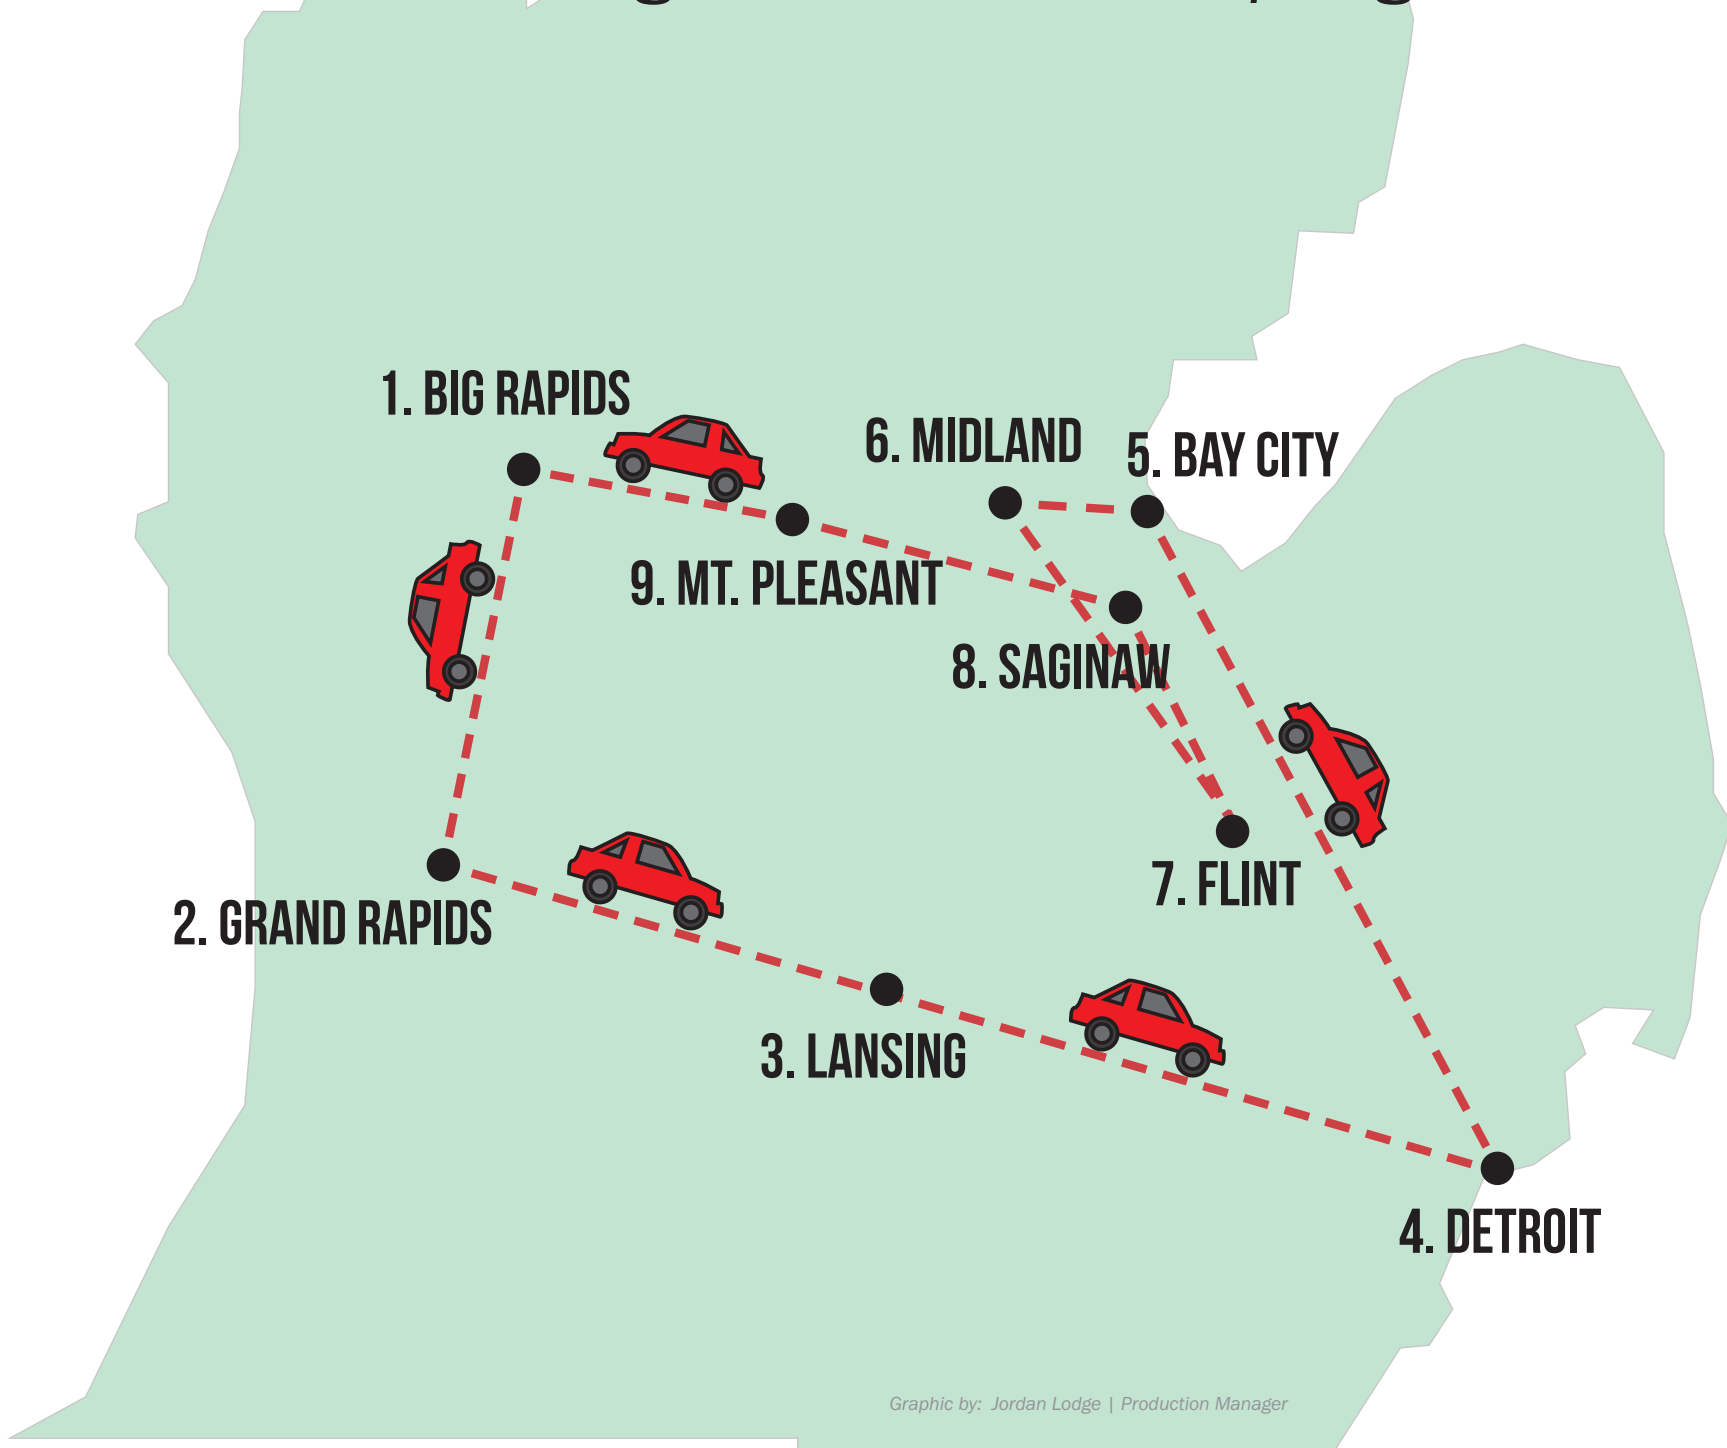 1. BIG RAPIDS
6. MIDLAND
5. BAY CITY
9. MT. PLEASANT
8. SAGINAW
7. FLINT
2. GRAND RAPIDS
3. LANSING
4. DETROIT
Graphic by: Jordan Lodge | Production Manager